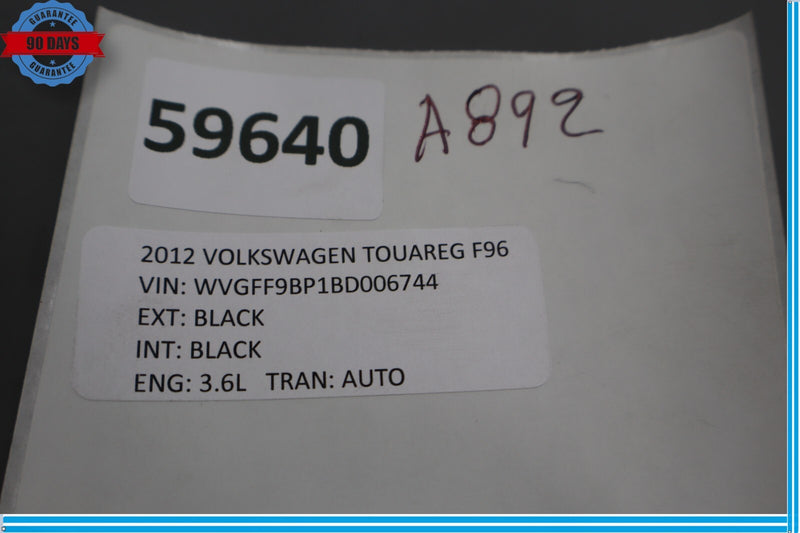 GUARANTEE
90 DAYS
GUARANTEE
59640
A892
2012 VOLKSWAGEN TOUAREG F96
VIN: WVGFF9BP1BD006744
EXT: BLACK
INT: BLACK
ENG: 3.6L TRAN: AUTO